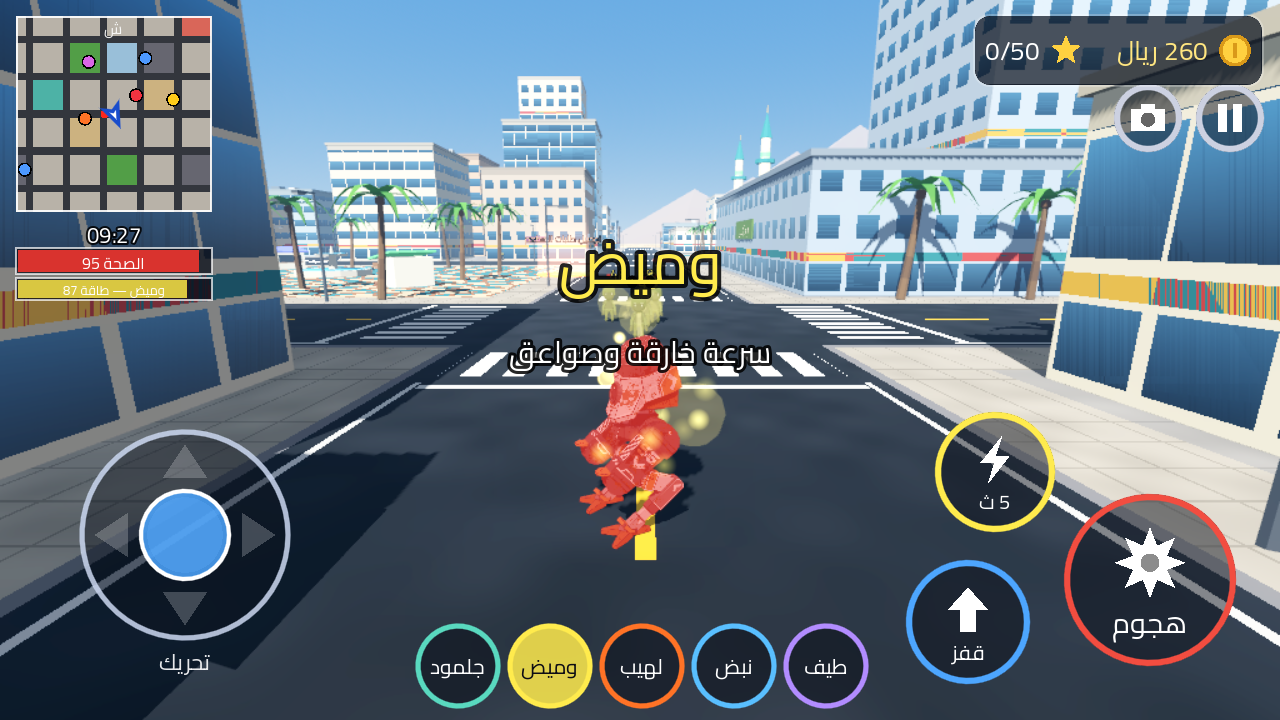 ش
0/50
260 ريال
09:27
الصحة 95
وميض — طاقة 87
وميض
سرعة خارقة وصواعق
5 ث
هجوم
قفز
تحريك
جلمود
وميض
لهيب
نبض
طيف